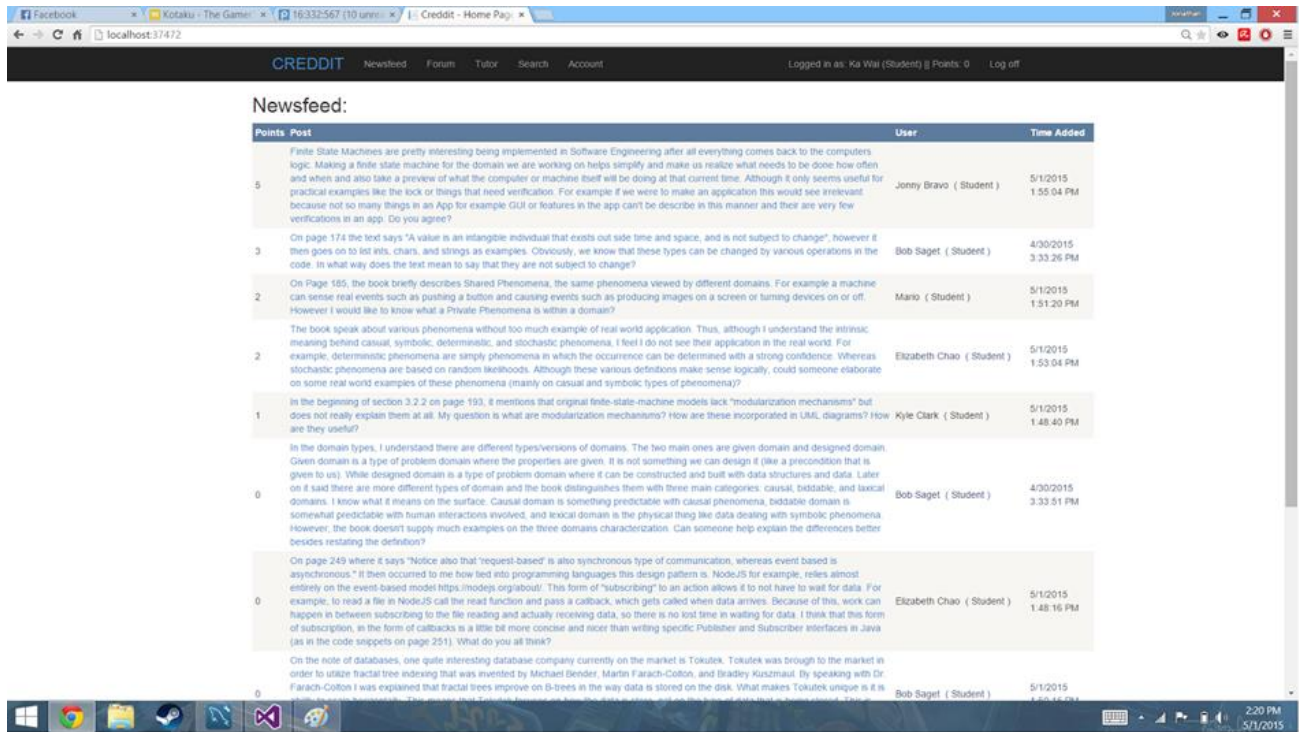 Facebook
Kotaku - The Gamer
16:332:567 (10 unre
Creddit - Home Pag
localhost:37472
CREDDIT Newsfeed Forum Tutor Search Account Logged in as: Ka Wai (Student) || Points: 0 Log off
Newsfeed:
Points Post User Time Added
Finite State Machines are pretty interesting being implemented in Software Engineering after all everything comes back to the computers
logic. Making a finite state machine for the domain we are working on helps simplify and make us realize what needs to be done how often
and when and also take a preview of what the computer or machine itself will be doing at that current time. Although it only seems useful for
practical examples like the lock or things that need verification. For example if we were to make an application this would see irrelevant
because not so many things in an App for example GUI or features in the app can't be describe in this manner and their are very few
verifications in an app. Do you agree?
5 Jonny Bravo ( Student ) 5/1/2015
1:55:04 PM
On page 174 the text says "A value is an intangible individual that exists out side time and space, and is not subject to change", however it
then goes on to list ints, chars, and strings as examples. Obviously, we know that these types can be changed by various operations in the
code. In what way does the text mean to say that they are not subject to change?
3 Bob Saget ( Student ) 4/30/2015
3:33:26 PM
On Page 185, the book briefly describes Shared Phenomena, the same phenomena viewed by different domains. For example a machine
can sense real events such as pushing a button and causing events such as producing images on a screen or turning devices on or off.
However I would like to know what a Private Phenomena is within a domain?
2 Mario ( Student ) 5/1/2015
1:51:20 PM
The book speak about various phenomena without too much example of real world application. Thus, although I understand the intrinsic
meaning behind casual, symbolic, deterministic, and stochastic phenomena, I feel I do not see their application in the real world. For
example, deterministic phenomena are simply phenomena in which the occurrence can be determined with a strong confidence. Whereas
stochastic phenomena are based on random likelihoods. Although these various definitions make sense logically, could someone elaborate
on some real world examples of these phenomena (mainly on casual and symbolic types of phenomena)?
2 Elizabeth Chao ( Student ) 5/1/2015
1:53:04 PM
In the beginning of section 3.2.2 on page 193, it mentions that original finite-state-machine models lack "modularization mechanisms" but
does not really explain them at all. My question is what are modularization mechanisms? How are these incorporated in UML diagrams? How
are they useful?
1 Kyle Clark ( Student ) 5/1/2015
1:48:40 PM
In the domain types, I understand there are different types/versions of domains. The two main ones are given domain and designed domain.
Given domain is a type of problem domain where the properties are given. It is not something we can design it (like a precondition that is
given to us). While designed domain is a type of problem domain where it can be constructed and built with data structures and data. Later
on it said there are more different types of domain and the book distinguishes them with three main categories: causal, biddable, and laxical
domains. I know what it means on the surface. Causal domain is something predictable with causal phenomena, biddable domain is
somewhat predictable with human interactions involved, and lexical domain is the physical thing like data dealing with symbolic phenomena.
However, the book doesn't supply much examples on the three domains characterization. Can someone help explain the differences better
besides restating the definition?
0 Bob Saget ( Student ) 4/30/2015
3:33:51 PM
On page 249 where it says "Notice also that 'request-based' is also synchronous type of communication, whereas event based is
asynchronous." It then occurred to me how tied into programming languages this design pattern is. NodeJS for example, relies almost
entirely on the event-based model https://nodejs.org/about/. This form of "subscribing" to an action allows it to not have to wait for data. For
example, to read a file in NodeJS call the read function and pass a callback, which gets called when data arrives. Because of this, work can
happen in between subscribing to the file reading and actually receiving data, so there is no lost time in waiting for data. I think that this form
of subscription, in the form of callbacks is a little bit more concise and nicer than writing specific Publisher and Subscriber interfaces in Java
(as in the code snippets on page 251). What do you all think?
0 Elizabeth Chao ( Student ) 5/1/2015
1:48:16 PM
On the note of databases, one quite interesting database company currently on the market is Tokutek. Tokutek was brough to the market in
order to utilize fractal tree indexing that was invented by Michael Bender, Martin Farach-Colton, and Bradley Kuszmaul. By speaking with Dr.
Farach-Colton I was explained that fractal trees improve on B-trees in the way data is stored on the disk. What makes Tokutek unique is it is
0 Bob Saget ( Student ) 5/1/2015
2:20 PM
5/1/2015